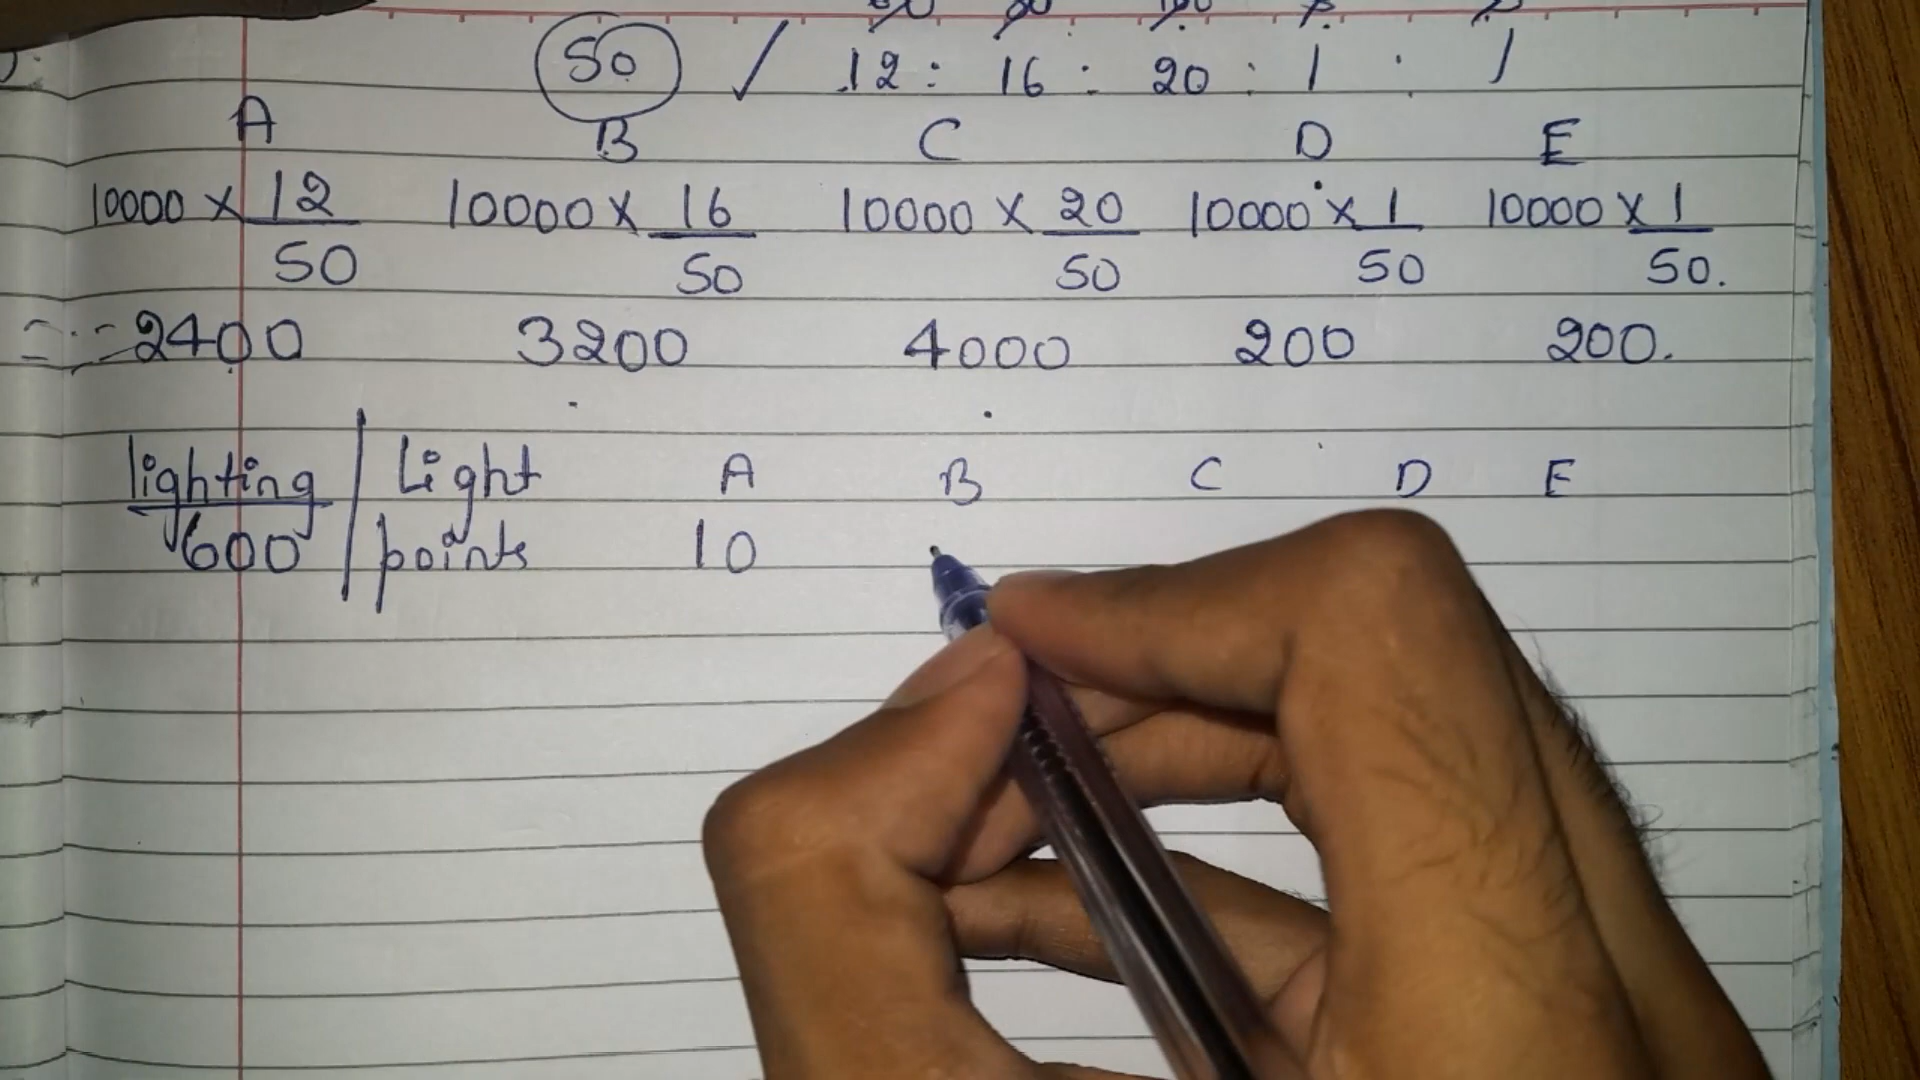 50 / 12 : 16 : 20 : 1 : 1
A B C D E
10000 × 12/50 10000 × 16/50 10000 × 20/50 10000 × 1/50 10000 × 1/50.
= 2400 3200 4000 200 200.
lighting Light A B C D E
600 points 10